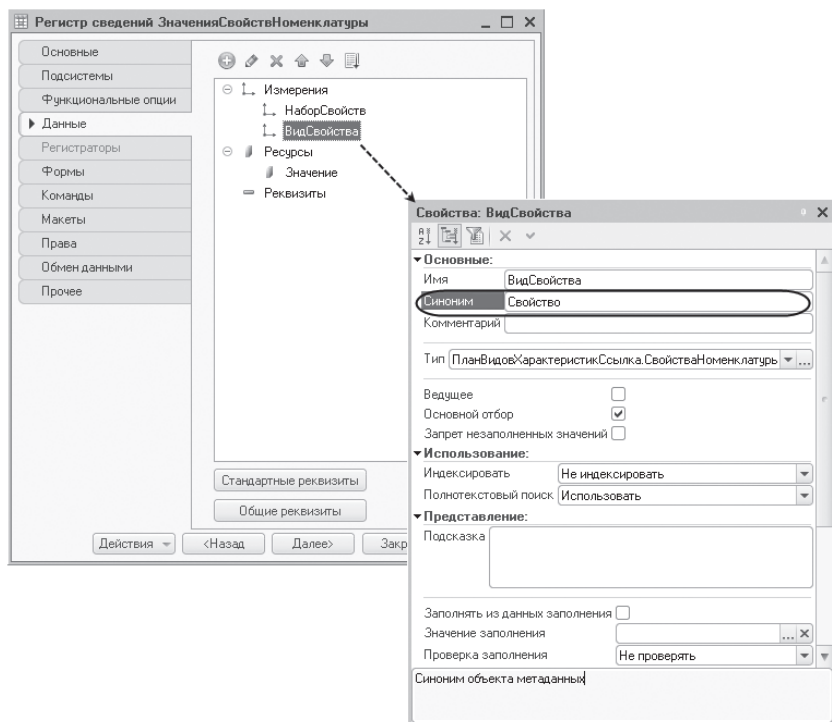 Регистр сведений ЗначенияСвойствНоменклатуры
Основные
Подсистемы
Функциональные опции
Данные
Регистраторы
Формы
Команды
Макеты
Права
Обмен данными
Прочее
Измерения
НаборСвойств
ВидСвойства
Ресурсы
Значение
Реквизиты
Стандартные реквизиты
Общие реквизиты
Действия
<Назад
Далее>
Закр
Свойства: ВидСвойства
Основные:
Имя ВидСвойства
Синоним Свойство
Комментарий
Тип ПланВидовХарактеристикСсылка.СвойстваНоменклатуры
Ведущее
Основной отбор
Запрет незаполненных значений
Использование:
Индексировать Не индексировать
Полнотекстовый поиск Использовать
Представление:
Подсказка
Заполнять из данных заполнения
Значение заполнения ...
Проверка заполнения Не проверять
Синоним объекта метаданных